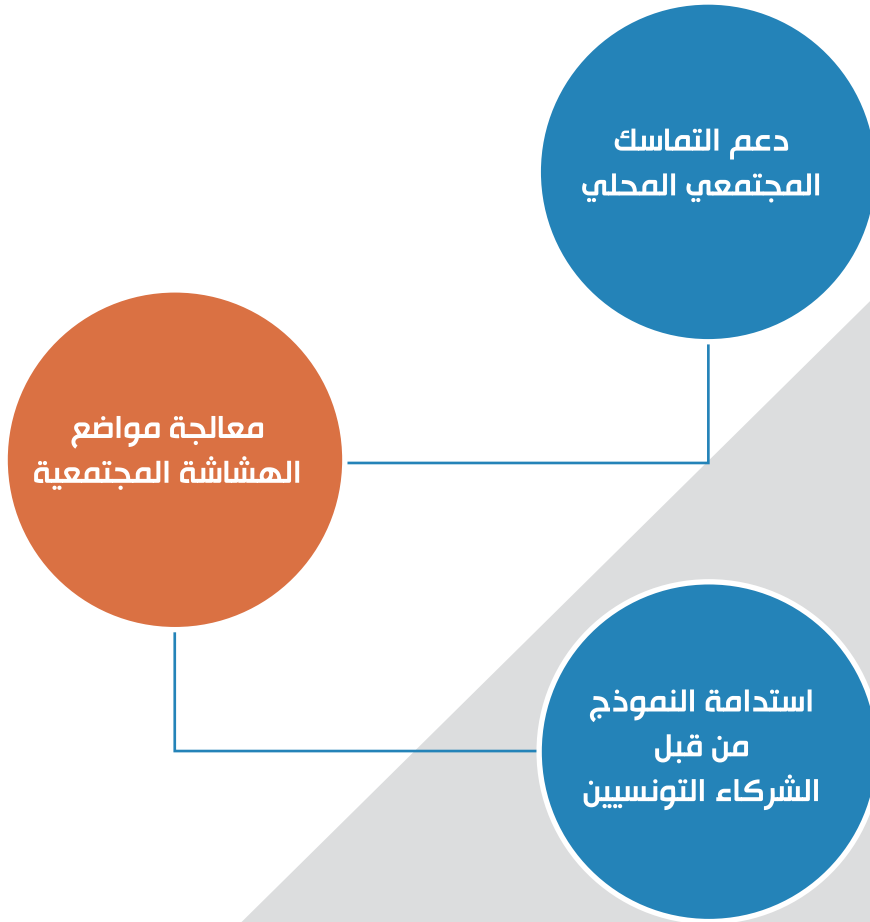 دعم التماسك
المجتمعي المحلي
معالجة مواضع
الهشاشة المجتمعية
استدامة النموذج
من قبل
الشركاء التونسيين